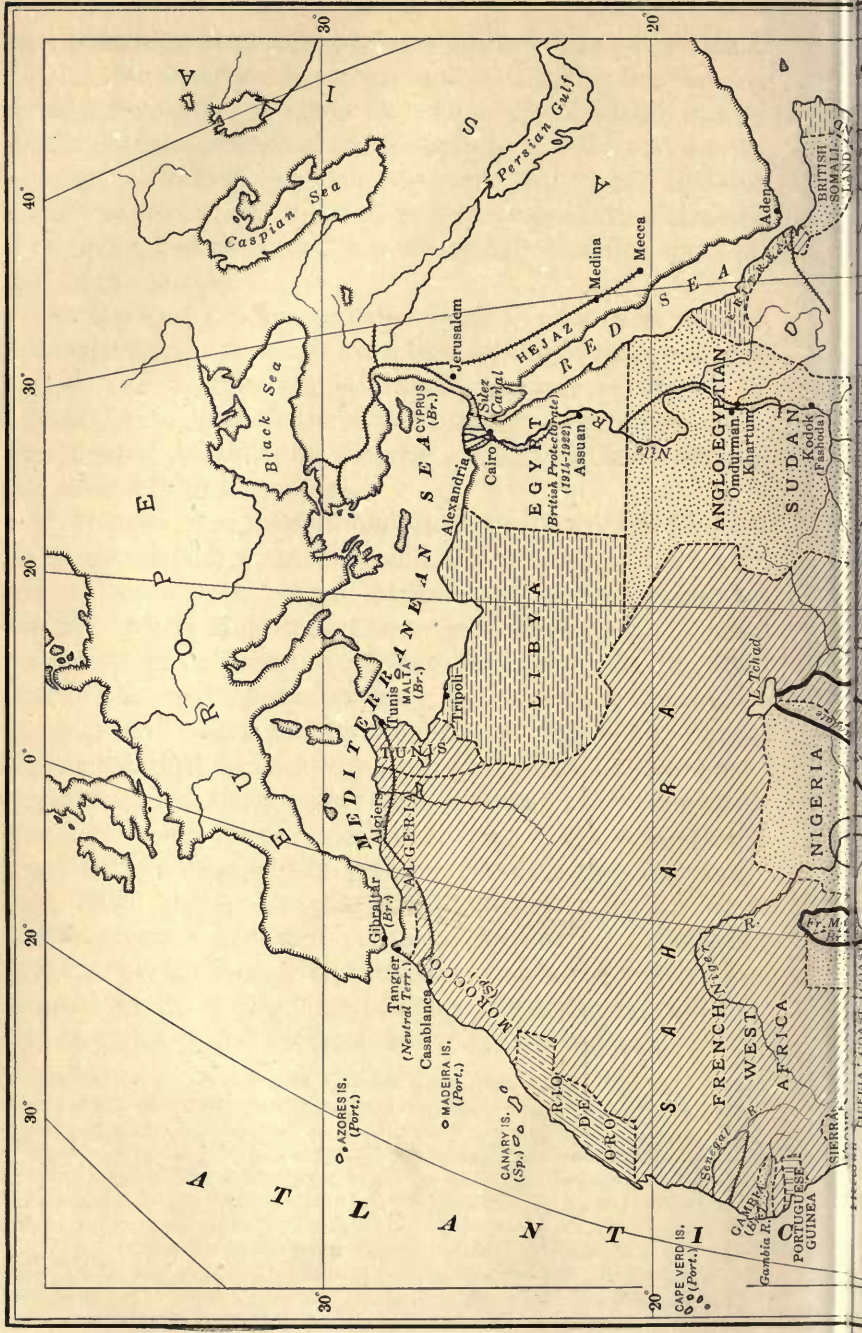 30°
20°
40°
30°
20°
0°
20°
30°
30°
20°
EUROPE
ASIA
ATLANTIC
Caspian Sea
Black Sea
Persian Gulf
MEDITERRANEAN SEA
RED SEA
CYPRUS
(Br.)
Jerusalem
Suez
Canal
HEJAZ
Medina
Mecca
Aden
Alexandria
Cairo
EGYPT
(British Protectorate)
(1914-1922)
Assuan
Nile
R.
ANGLO-EGYPTIAN
SUDAN
Omdurman
Khartum
Kodok
(Fashoda)
ERITREA
BRITISH
SOMALI-
LAND
LIBYA
Tripoli
MALTA
(Br.)
Tunis
TUNIS
Algiers
ALGERIA
Gibraltar
(Br.)
Tangier
(Neutral Terr.)
Casablanca
MOROCCO
(Sp.)
AZORES IS.
(Port.)
MADEIRA IS.
(Port.)
CANARY IS.
(Sp.)
RIO
DE
ORO
SAHARA
L. Tchad
NIGERIA
Niger R.
FRENCH
WEST
AFRICA
Senegal R.
GAMBIA
Gambia R.
PORTUGUESE
GUINEA
SIERRA
CAPE VERD IS.
(Port.)